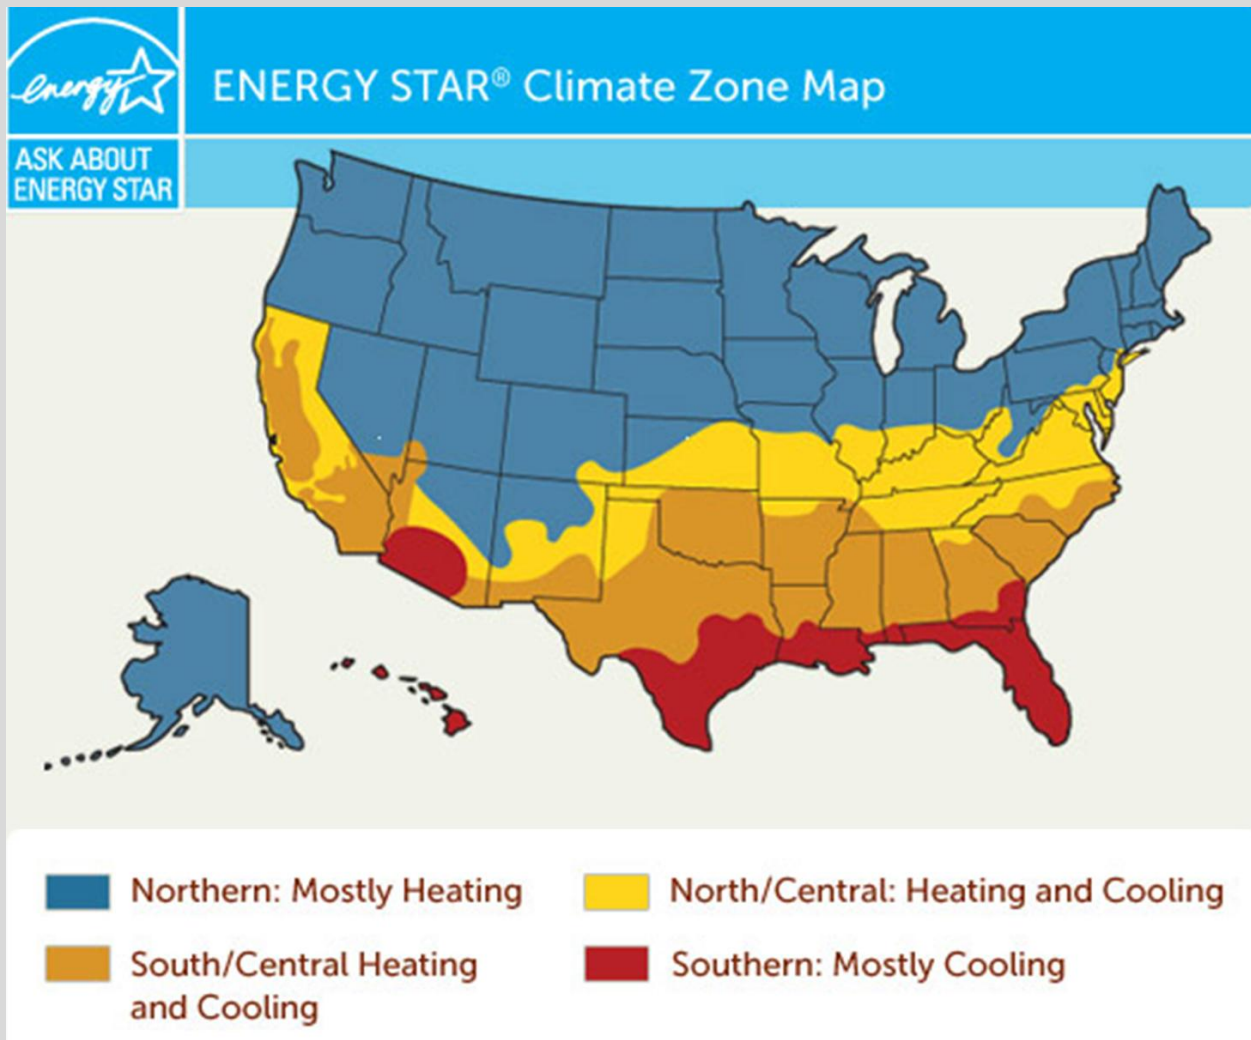 energy
ENERGY STAR® Climate Zone Map
ASK ABOUT
ENERGY STAR
Northern: Mostly Heating
North/Central: Heating and Cooling
South/Central Heating
and Cooling
Southern: Mostly Cooling